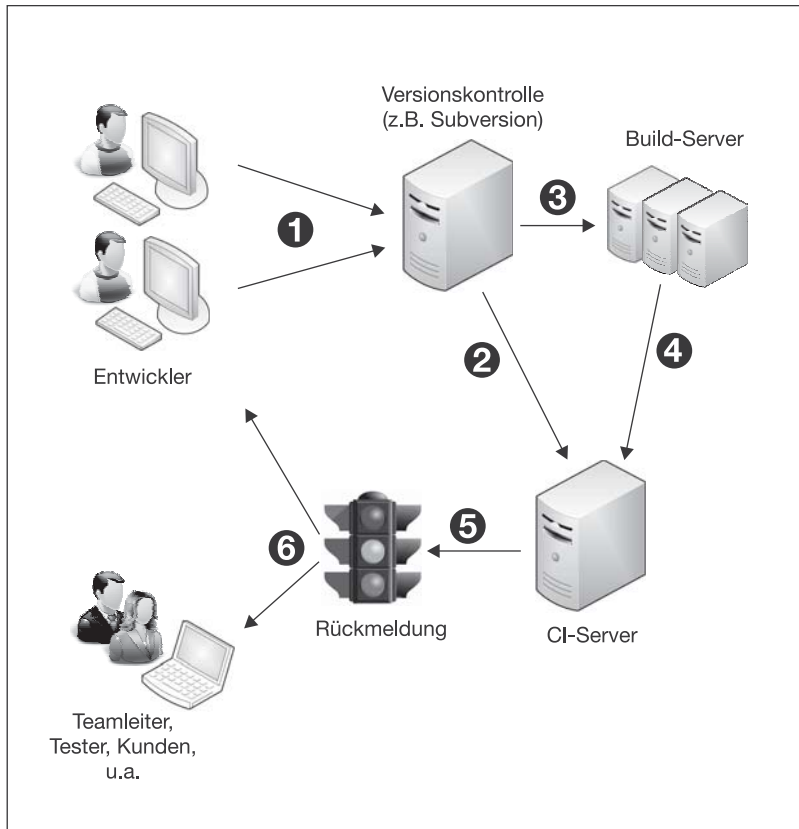 Versionskontrolle
(z.B. Subversion)
Build-Server
1
3
2
4
Entwickler
5
6
Rückmeldung
CI-Server
Teamleiter,
Tester, Kunden,
u.a.